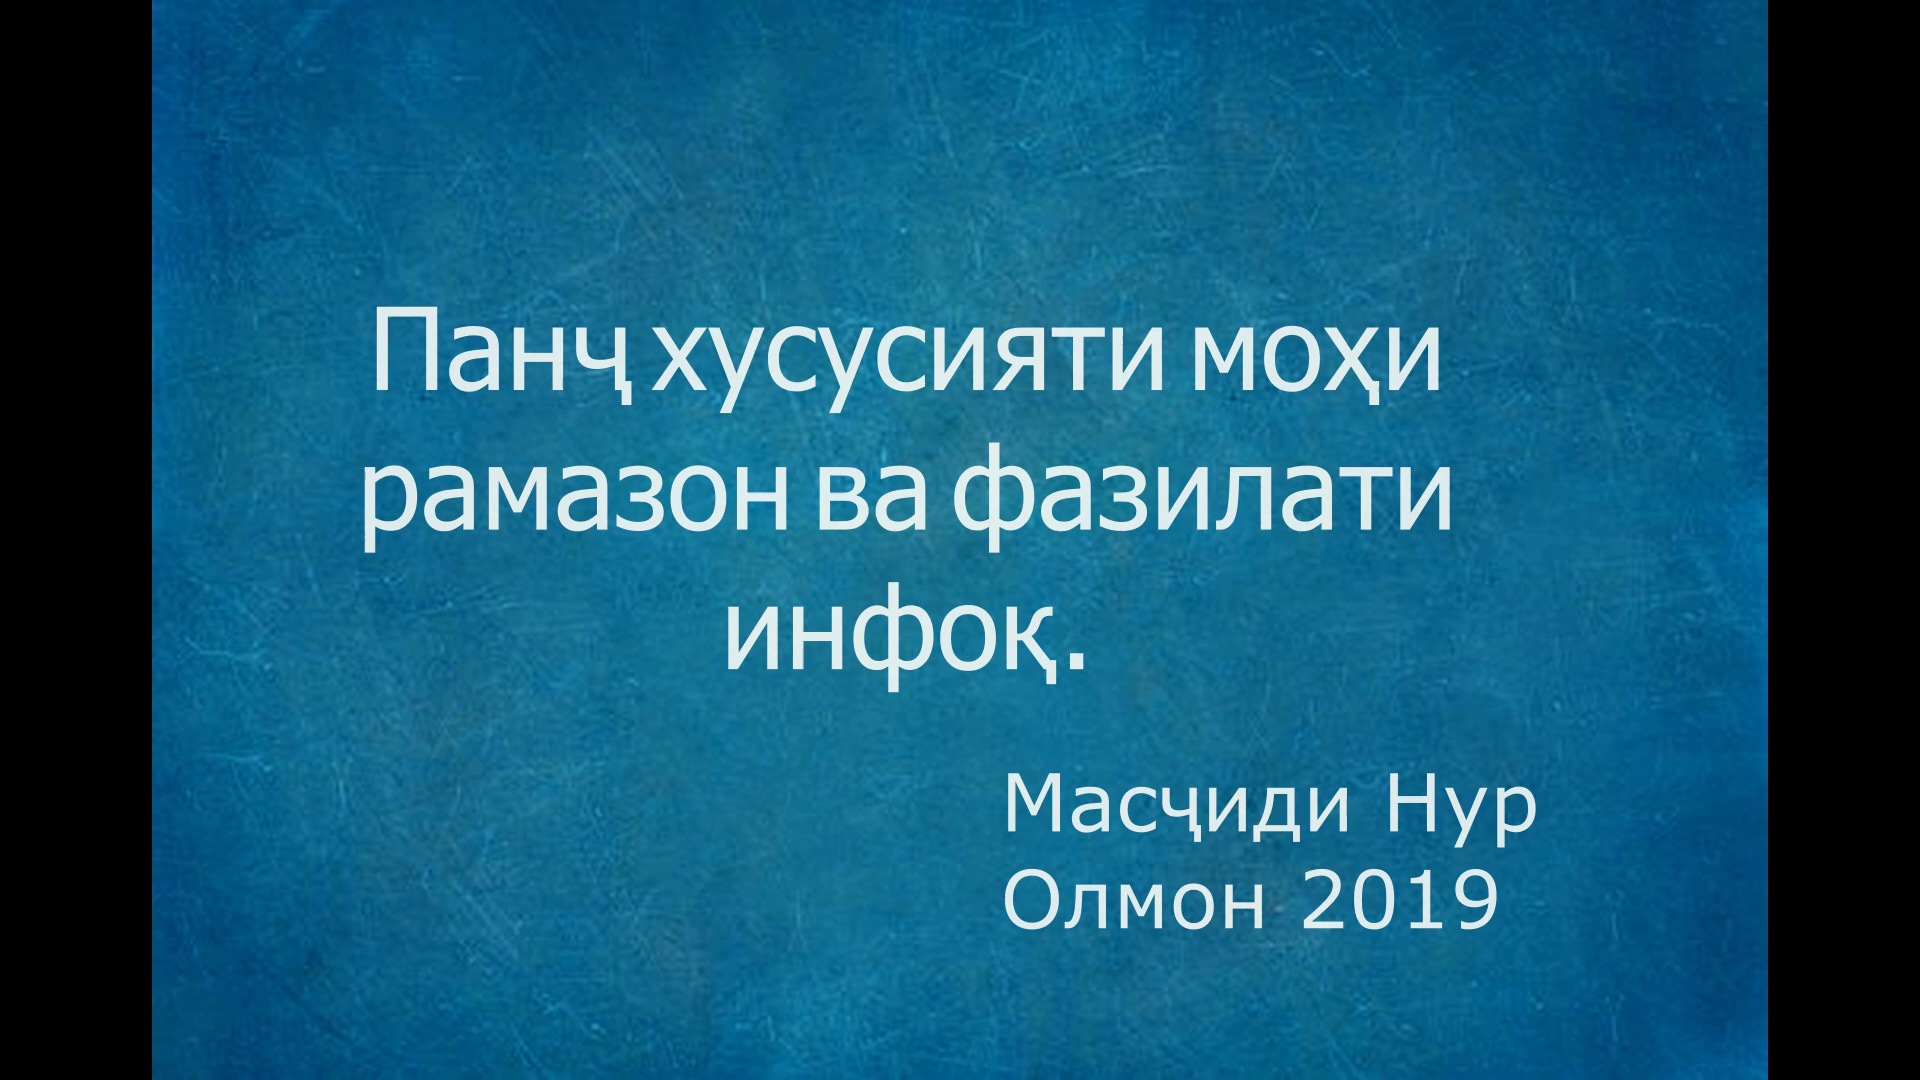 Панҷ хусусияти моҳи
рамазон ва фазилати
инфоқ.
Масҷиди Нур
Олмон 2019